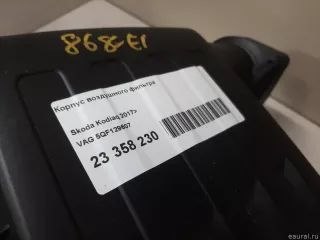 868E1
Корпус воздушного фильтра
Skoda Kodiaq 2017>
VAG 5QF129607
23 358 230
eaural.ru